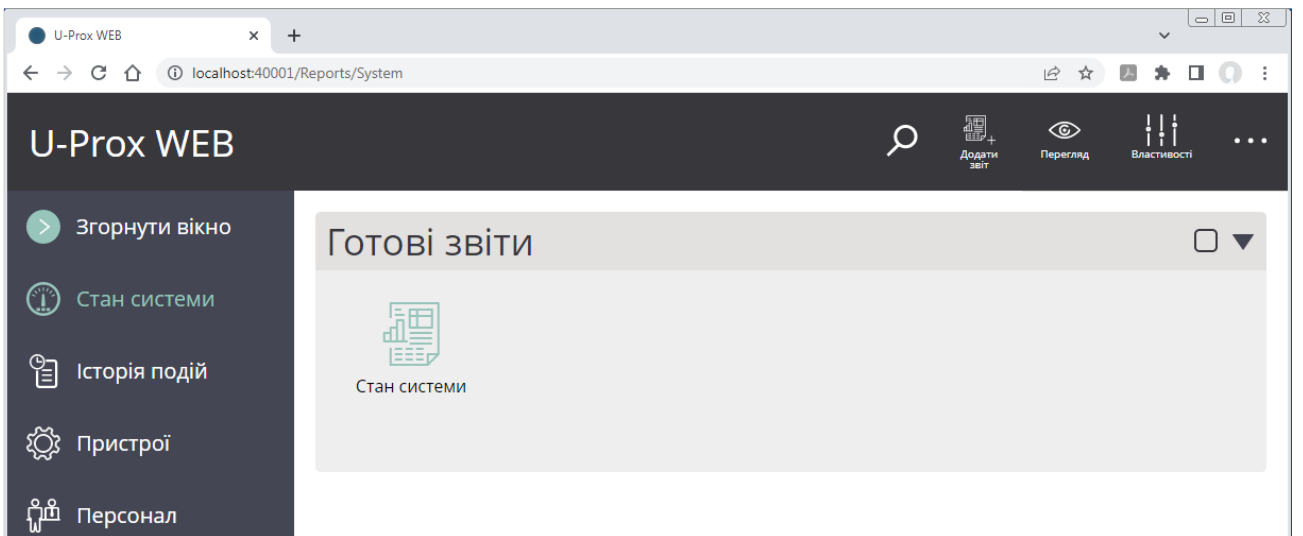 U-Prox WEB
localhost:40001/Reports/System
U-Prox WEB
Додати
звіт
Перегляд
Властивості
Згорнути вікно
Готові звіти
Стан системи
Стан системи
Історія подій
Пристрої
Персонал